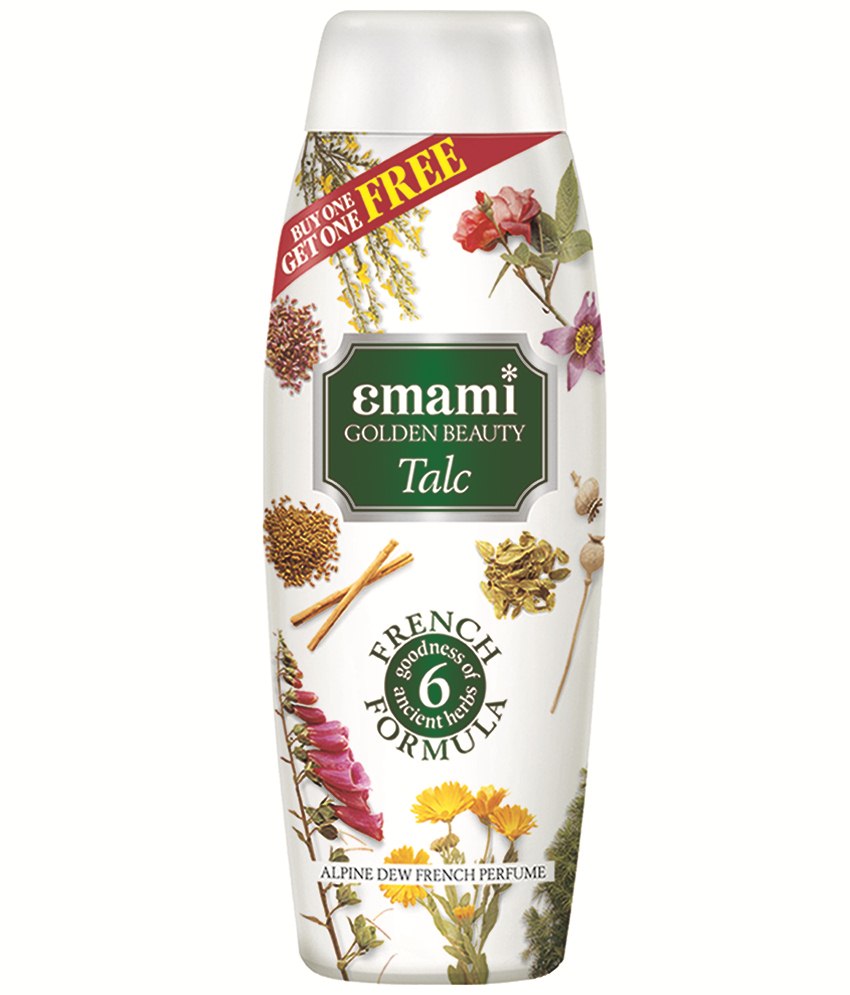 BUY ONE
GET ONE FREE
εmami*
GOLDEN BEAUTY
Talc
FRENCH
goodness of
6
ancient herbs
FORMULA
ALPINE DEW FRENCH PERFUME